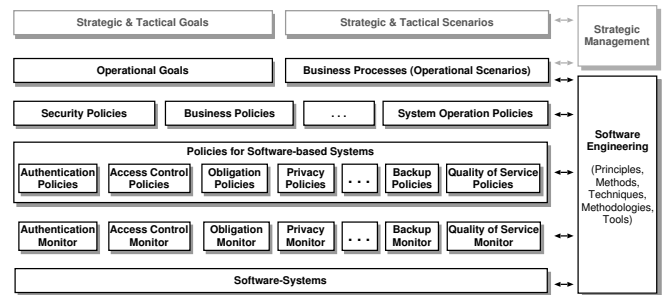 Strategic & Tactical Goals
Strategic & Tactical Scenarios
Strategic
Management
Operational Goals
Business Processes (Operational Scenarios)
Security Policies
Business Policies
. . .
System Operation Policies
Policies for Software-based Systems
Authentication
Policies
Access Control
Policies
Obligation
Policies
Privacy
Policies
. . .
Backup
Policies
Quality of Service
Policies
Authentication
Monitor
Access Control
Monitor
Obligation
Monitor
Privacy
Monitor
. . .
Backup
Monitor
Quality of Service
Monitor
Software-Systems
Software
Engineering
(Principles,
Methods,
Techniques,
Methodologies,
Tools)